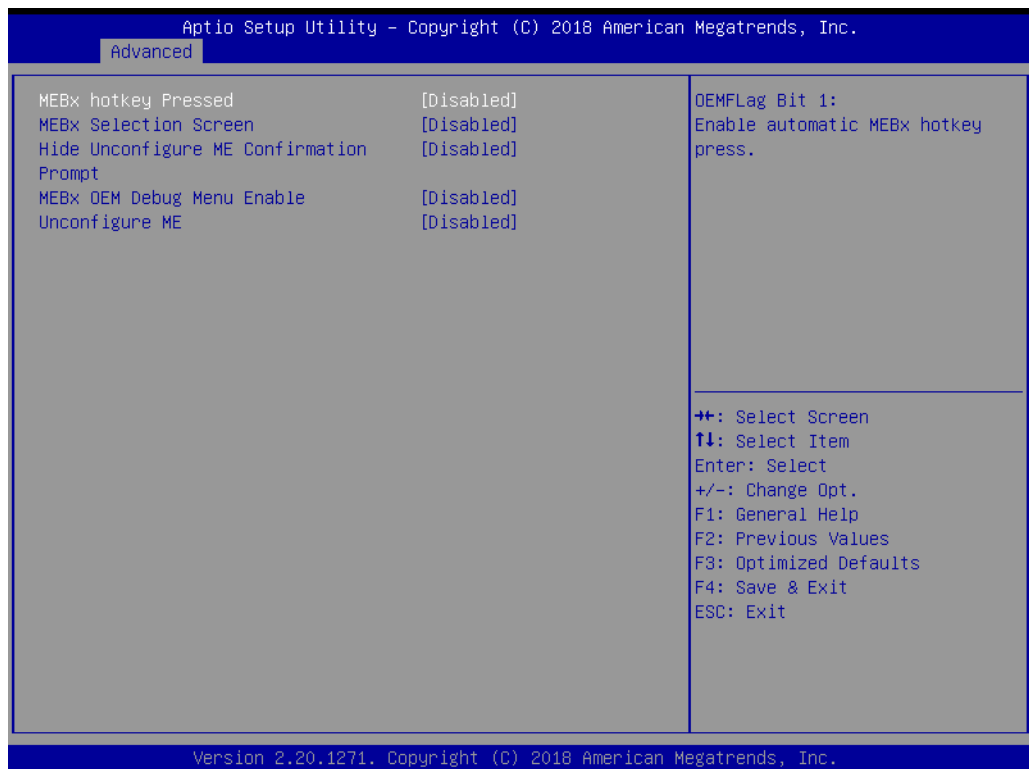 Aptio Setup Utility – Copyright (C) 2018 American Megatrends, Inc.
Advanced
MEBx hotkey Pressed [Disabled]
MEBx Selection Screen [Disabled]
Hide Unconfigure ME Confirmation [Disabled]
Prompt
MEBx OEM Debug Menu Enable [Disabled]
Unconfigure ME [Disabled]
OEMFLag Bit 1:
Enable automatic MEBx hotkey
press.
→←: Select Screen
↑↓: Select Item
Enter: Select
+/-: Change Opt.
F1: General Help
F2: Previous Values
F3: Optimized Defaults
F4: Save & Exit
ESC: Exit
Version 2.20.1271. Copyright (C) 2018 American Megatrends, Inc.